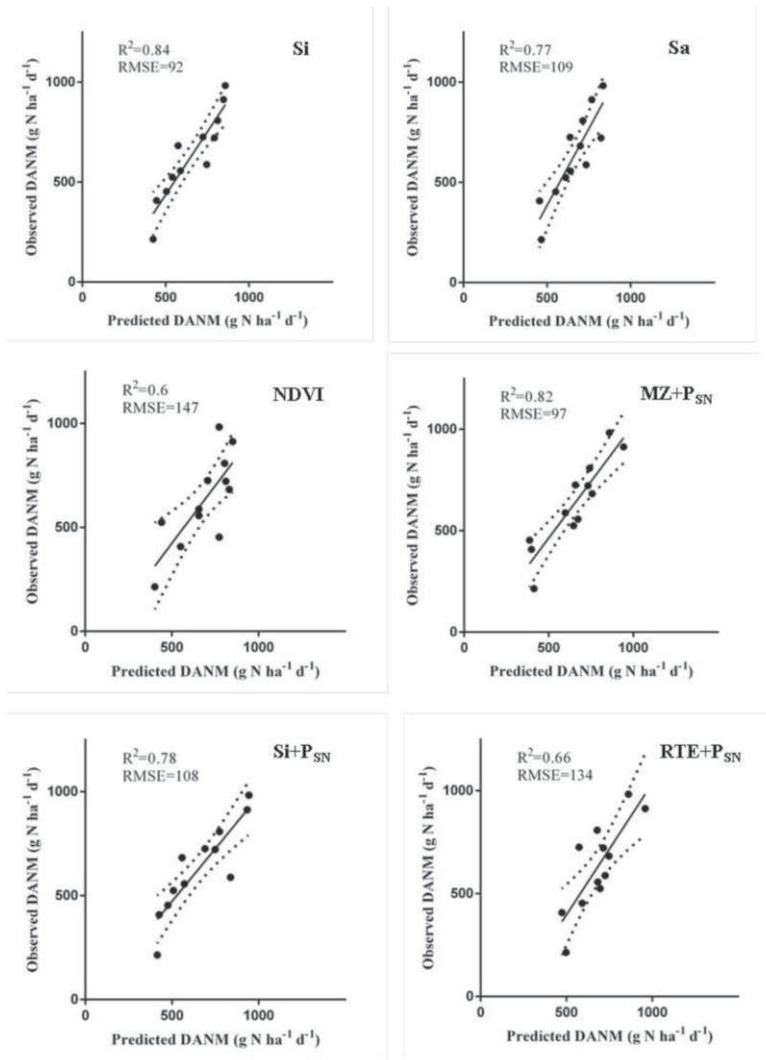 R²=0.84
RMSE=92
Si
Observed DANM (g N ha⁻¹ d⁻¹)
1000
500
0
0 500 1000
Predicted DANM (g N ha⁻¹ d⁻¹)
R²=0.77
RMSE=109
Sa
Observed DANM (g N ha⁻¹ d⁻¹)
1000
500
0
0 500 1000
Predicted DANM (g N ha⁻¹ d⁻¹)
R²=0.6
RMSE=147
NDVI
Observed DANM (g N ha⁻¹ d⁻¹)
1000
500
0
0 500 1000
Predicted DANM (g N ha⁻¹ d⁻¹)
R²=0.82
RMSE=97
MZ+P_SN
Observed DANM (g N ha⁻¹ d⁻¹)
1000
500
0
0 500 1000
Predicted DANM (g N ha⁻¹ d⁻¹)
R²=0.78
RMSE=108
Si+P_SN
Observed DANM (g N ha⁻¹ d⁻¹)
1000
500
0
0 500 1000
Predicted DANM (g N ha⁻¹ d⁻¹)
R²=0.66
RMSE=134
RTE+P_SN
Observed DANM (g N ha⁻¹ d⁻¹)
1000
500
0
0 500 1000
Predicted DANM (g N ha⁻¹ d⁻¹)